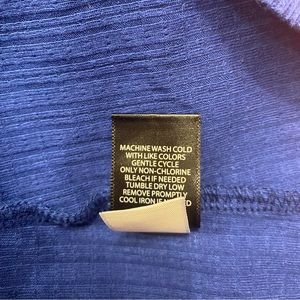 MACHINE WASH COLD
WITH LIKE COLORS
GENTLE CYCLE
ONLY NON-CHLORINE
BLEACH IF NEEDED
TUMBLE DRY LOW
REMOVE PROMPTLY
COOL IRON IF NEEDED